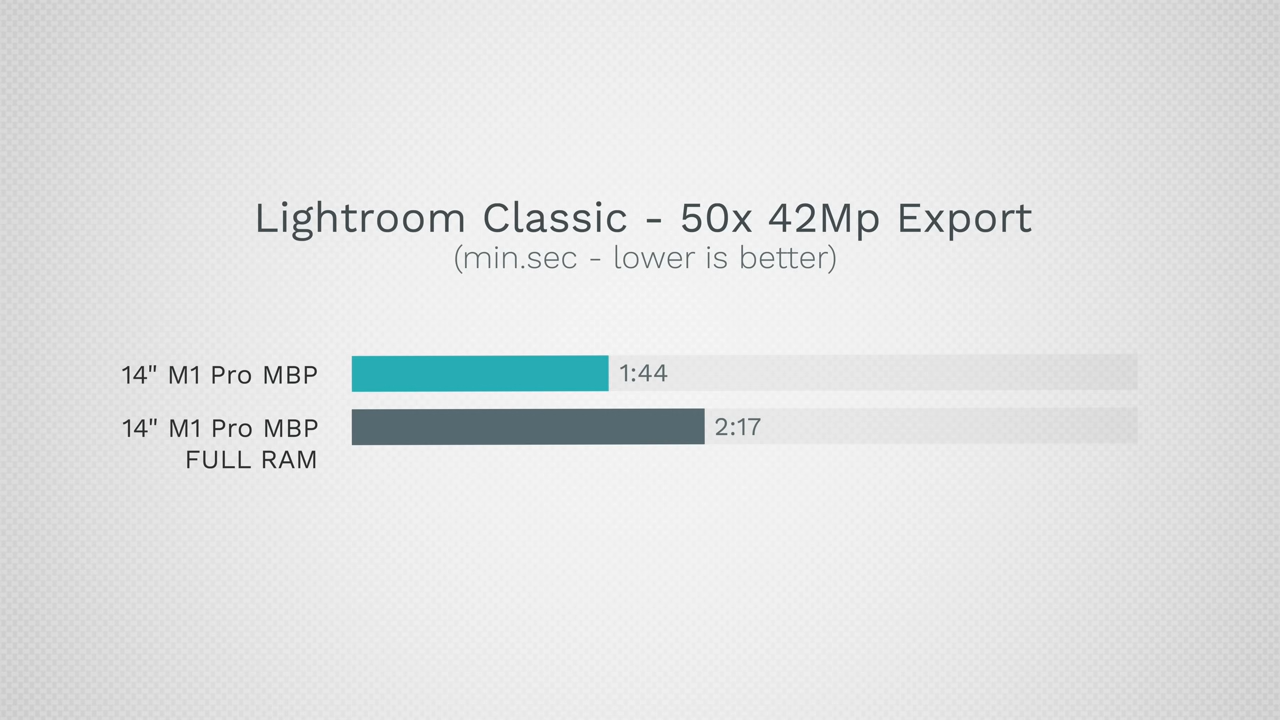 Lightroom Classic - 50x 42Mp Export
(min.sec - lower is better)
14" M1 Pro MBP
1:44
14" M1 Pro MBP
FULL RAM
2:17